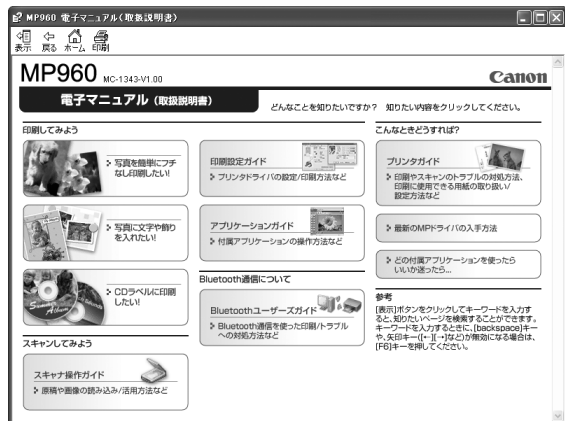 MP960 電子マニュアル(取扱説明書)
表示 戻る ホーム 印刷
MP960 MC-1343-V1.00
Canon
電子マニュアル（取扱説明書）
どんなことを知りたいですか？ 知りたい内容をクリックしてください。
印刷してみよう
写真を簡単にフチ
なし印刷したい!
写真に文字や飾り
を入れたい!
CDラベルに印刷
したい!
スキャンしてみよう
スキャナ操作ガイド
原稿や画像の読み込み/活用方法など
印刷設定ガイド
プリンタドライバの設定/印刷方法など
アプリケーションガイド
付属アプリケーションの操作方法など
Bluetooth通信について
Bluetoothユーザーズガイド
Bluetooth通信を使った印刷/トラブル
への対処方法など
こんなときどうすれば?
プリンタガイド
印刷やスキャンのトラブルの対処方法、
印刷に使用できる用紙の取り扱い/
設定方法など
最新のMPドライバの入手方法
どの付属アプリケーションを使ったら
いいか迷ったら...
参考
[表示]ボタンをクリックしてキーワードを入力す
ると、知りたいページを検索することができます。
キーワードを入力するときに、[backspace]キー
や、矢印キー([←][→]など)が無効になる場合は、
[F6]キーを押してください。